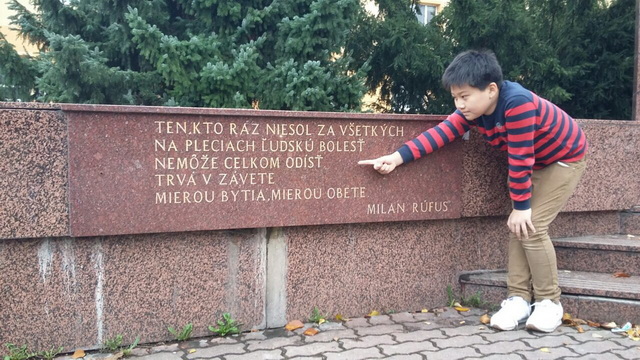 TEN,KTO RÁZ NIESOL ZA VŠETKÝCH
NA PLECIACH ĽUDSKÚ BOLESŤ
NEMÔŽE CELKOM ODÍSŤ
TRVÁ V ZÁVETE
MIEROU BYTIA,MIEROU OBETE
MILAN RÚFUS